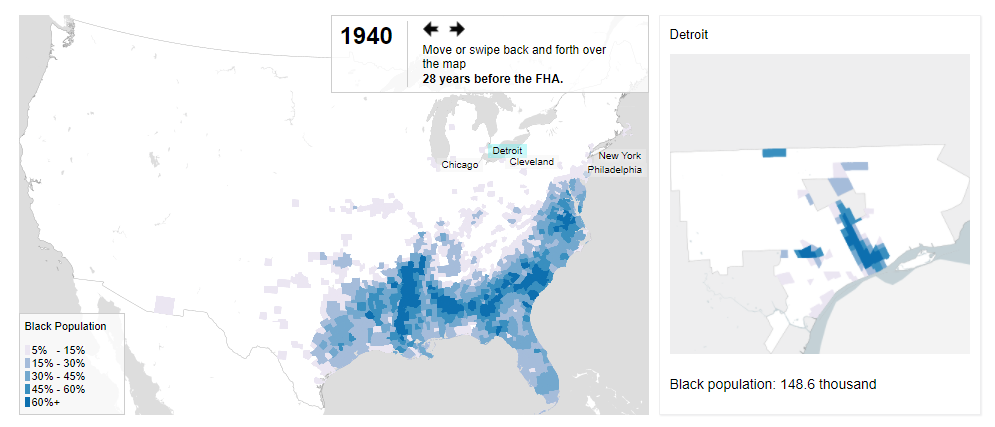 1940
Move or swipe back and forth over
the map
28 years before the FHA.
Detroit
Chicago
Cleveland
New York
Philadelphia
Black Population
5% - 15%
15% - 30%
30% - 45%
45% - 60%
60%+
Detroit
Black population: 148.6 thousand